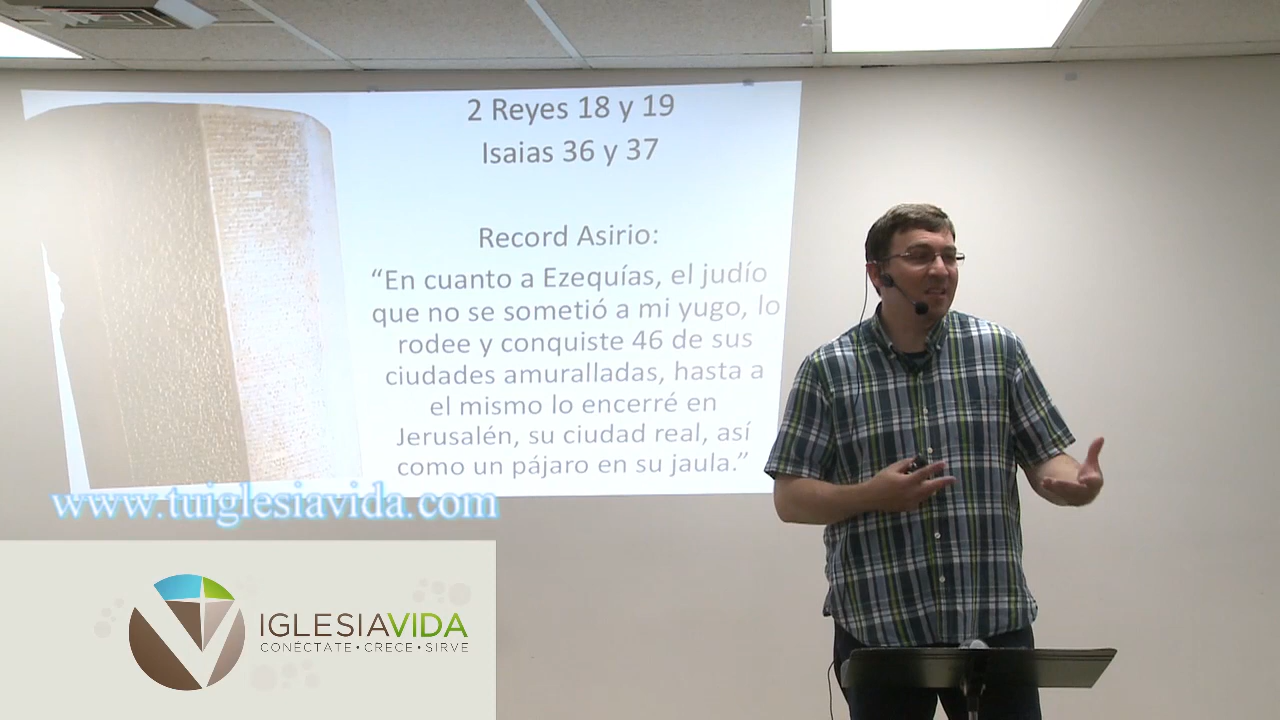 2 Reyes 18 y 19
Isaias 36 y 37
Record Asirio:
“En cuanto a Ezequías, el judío
que no se sometió a mi yugo, lo
rodee y conquiste 46 de sus
ciudades amuralladas, hasta a
el mismo lo encerré en
Jerusalén, su ciudad real, así
como un pájaro en su jaula.”
www.tuiglesiavida.com
IGLESIAVIDA
CONÉCTATE • CRECE • SIRVE